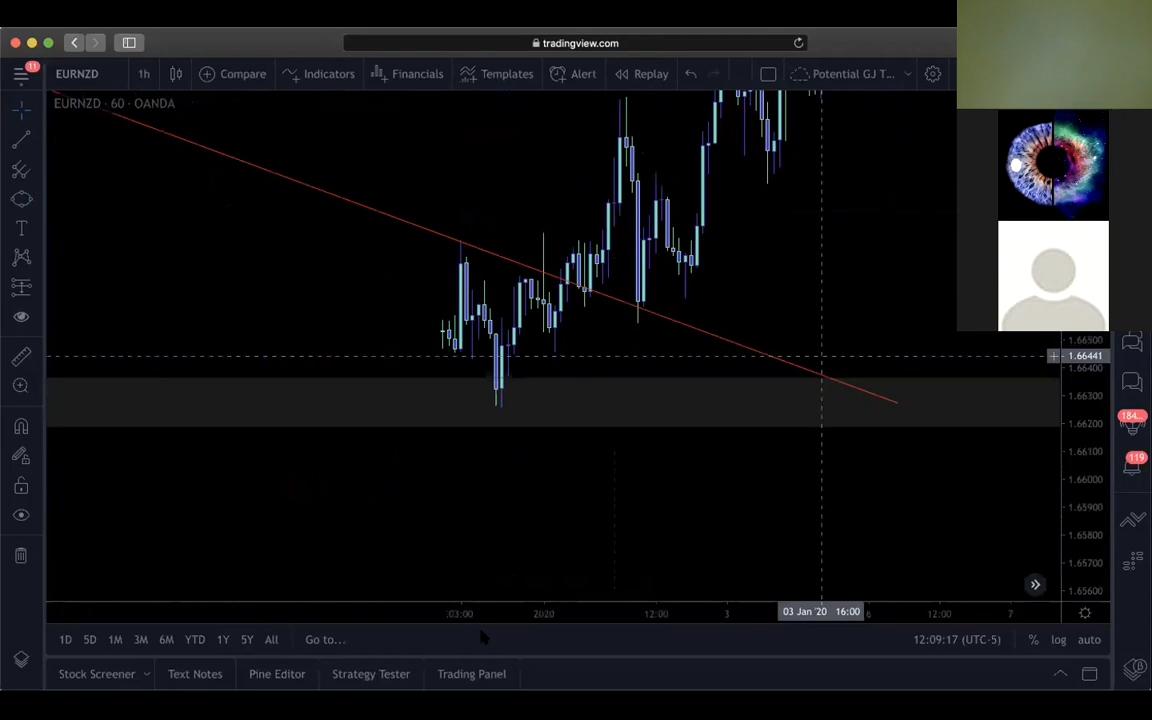 tradingview.com
11
EURNZD 1h Compare Indicators Financials Templates Alert Replay Potential GJ T...
EURNZD · 60 · OANDA
1.66500
1.66441
1.66400
1.66300
1.66200
1.66100
1.66000
1.65900
1.65800
1.65700
1.65600
184...
119
:03:00 2020 12:00 3 03 Jan '20 16:00 6 12:00 7
1D 5D 1M 3M 6M YTD 1Y 5Y All Go to... 12:09:17 (UTC-5) % log auto
Stock Screener Text Notes Pine Editor Strategy Tester Trading Panel